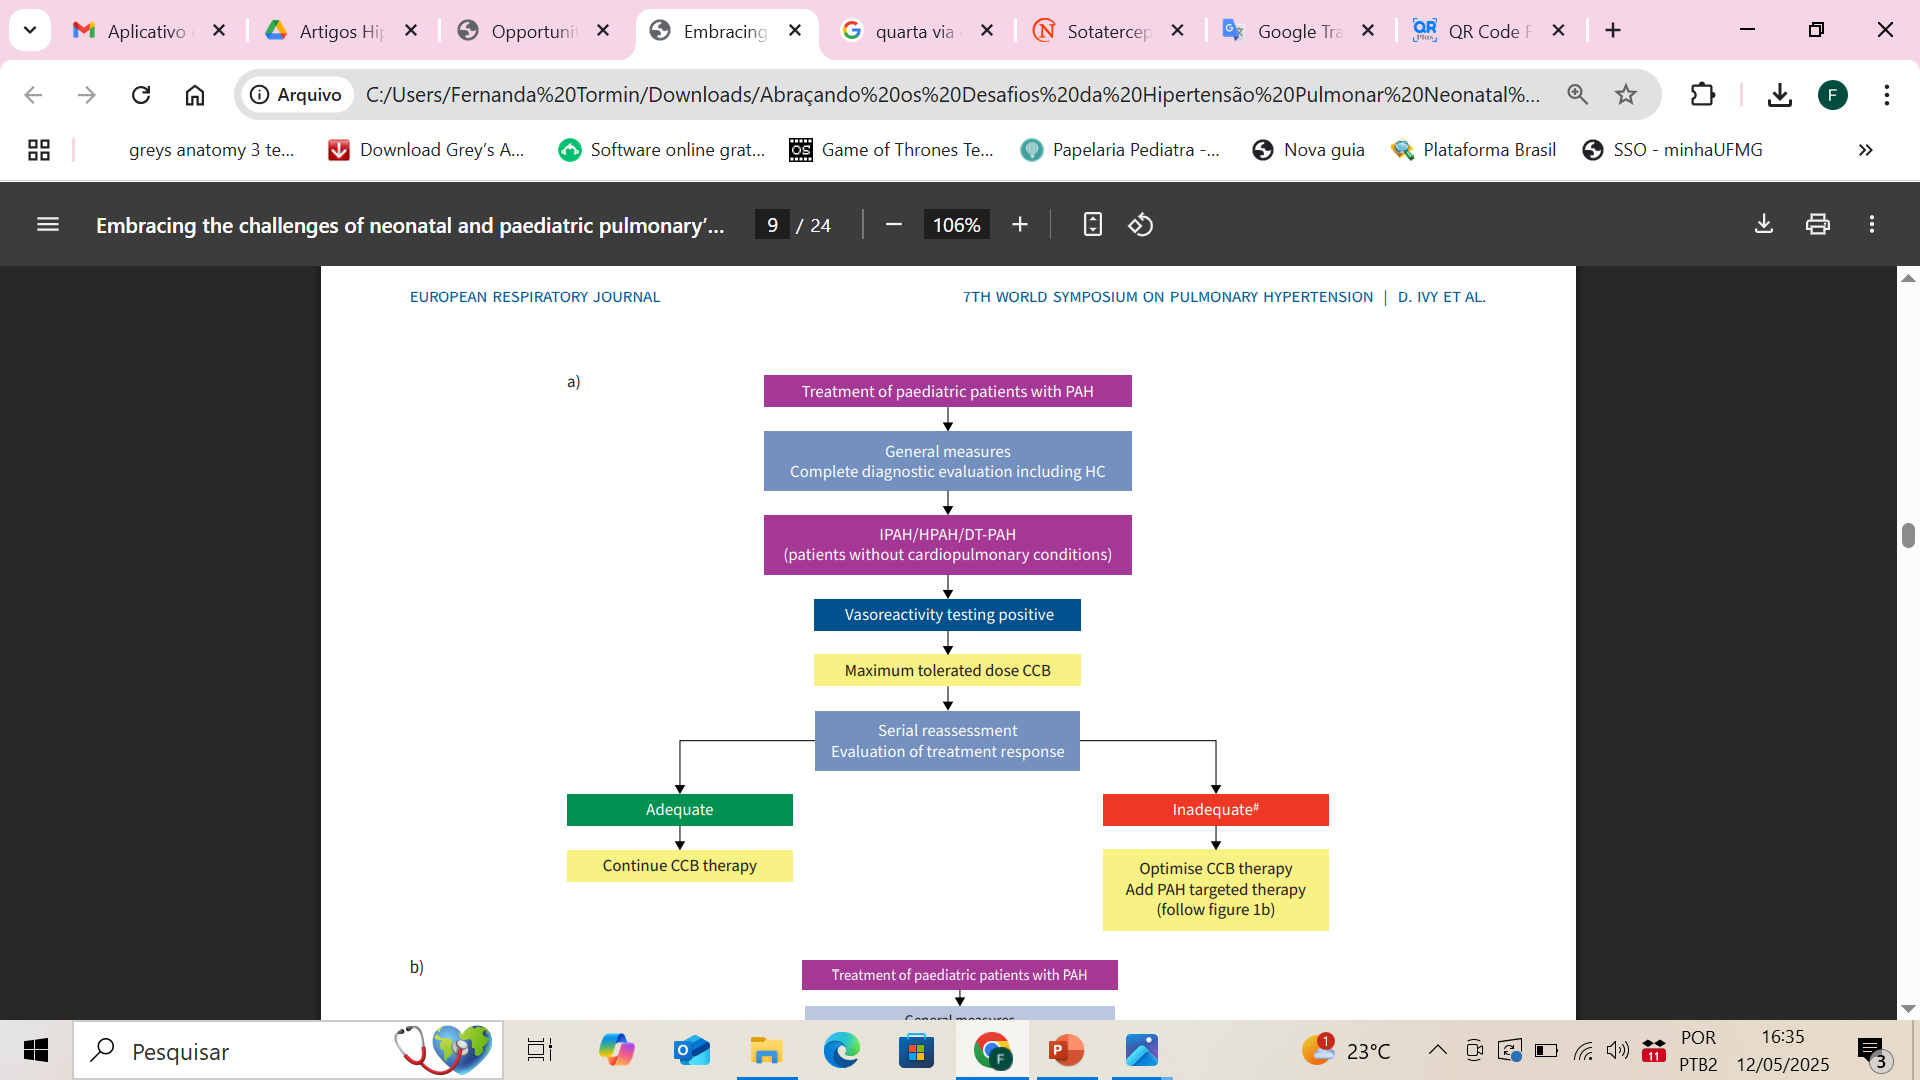 Aplicativo
Artigos Hip
Opportunit
Embracing
quarta via
Sotatercep
Google Tra
QR Code F
Arquivo
C:/Users/Fernanda%20Tormin/Downloads/Abraçando%20os%20Desafios%20da%20Hipertensão%20Pulmonar%20Neonatal%...
F
greys anatomy 3 te...
Download Grey's A...
Software online grat...
Game of Thrones Te...
Papelaria Pediatra -...
Nova guia
Plataforma Brasil
SSO - minhaUFMG
Embracing the challenges of neonatal and paediatric pulmonary'...
9 / 24
106%
EUROPEAN RESPIRATORY JOURNAL
7TH WORLD SYMPOSIUM ON PULMONARY HYPERTENSION | D. IVY ET AL.
a)
Treatment of paediatric patients with PAH
General measures
Complete diagnostic evaluation including HC
IPAH/HPAH/DT-PAH
(patients without cardiopulmonary conditions)
Vasoreactivity testing positive
Maximum tolerated dose CCB
Serial reassessment
Evaluation of treatment response
Adequate
Inadequate#
Continue CCB therapy
Optimise CCB therapy
Add PAH targeted therapy
(follow figure 1b)
b)
Treatment of paediatric patients with PAH
General measures
Pesquisar
1
23°C
11
POR
PTB2
16:35
12/05/2025
3